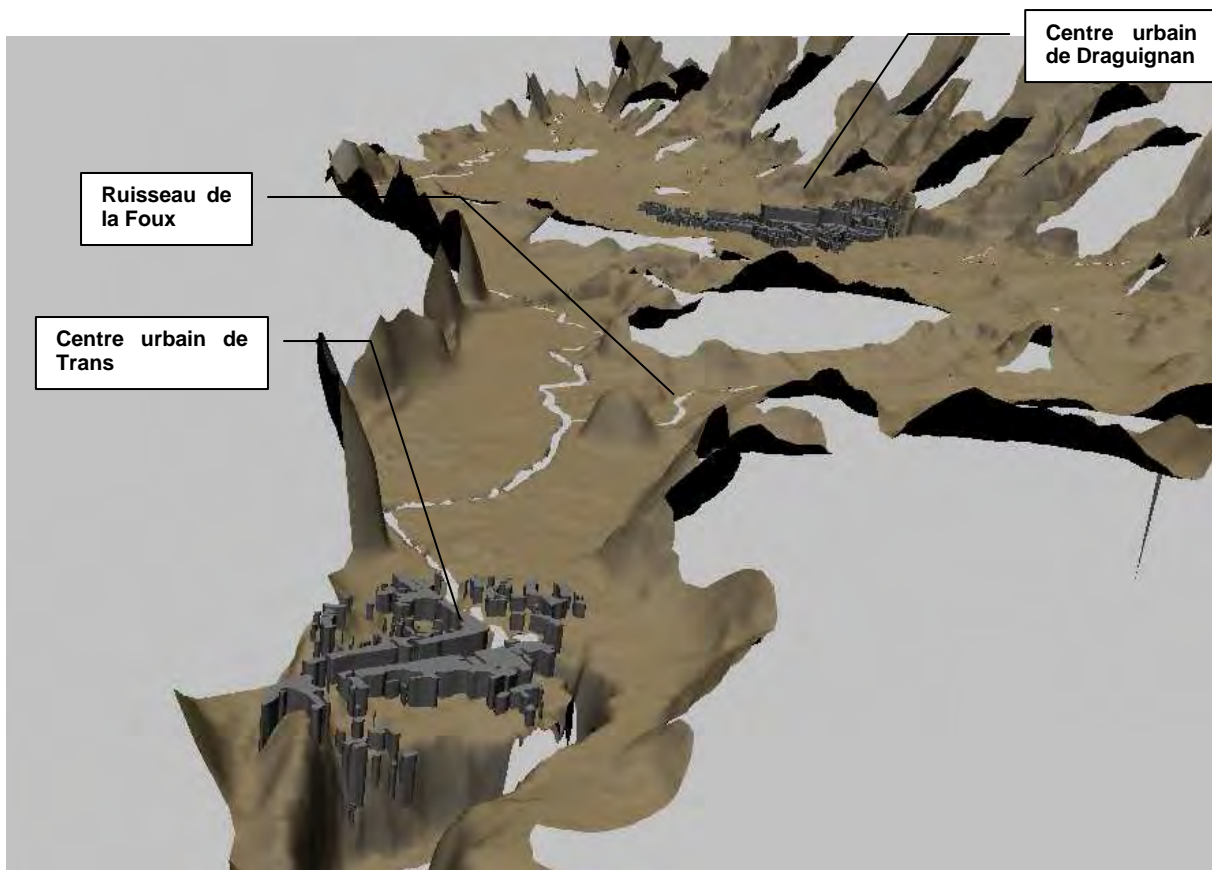 Centre urbain
de Draguignan
Ruisseau de
la Foux
Centre urbain de
Trans